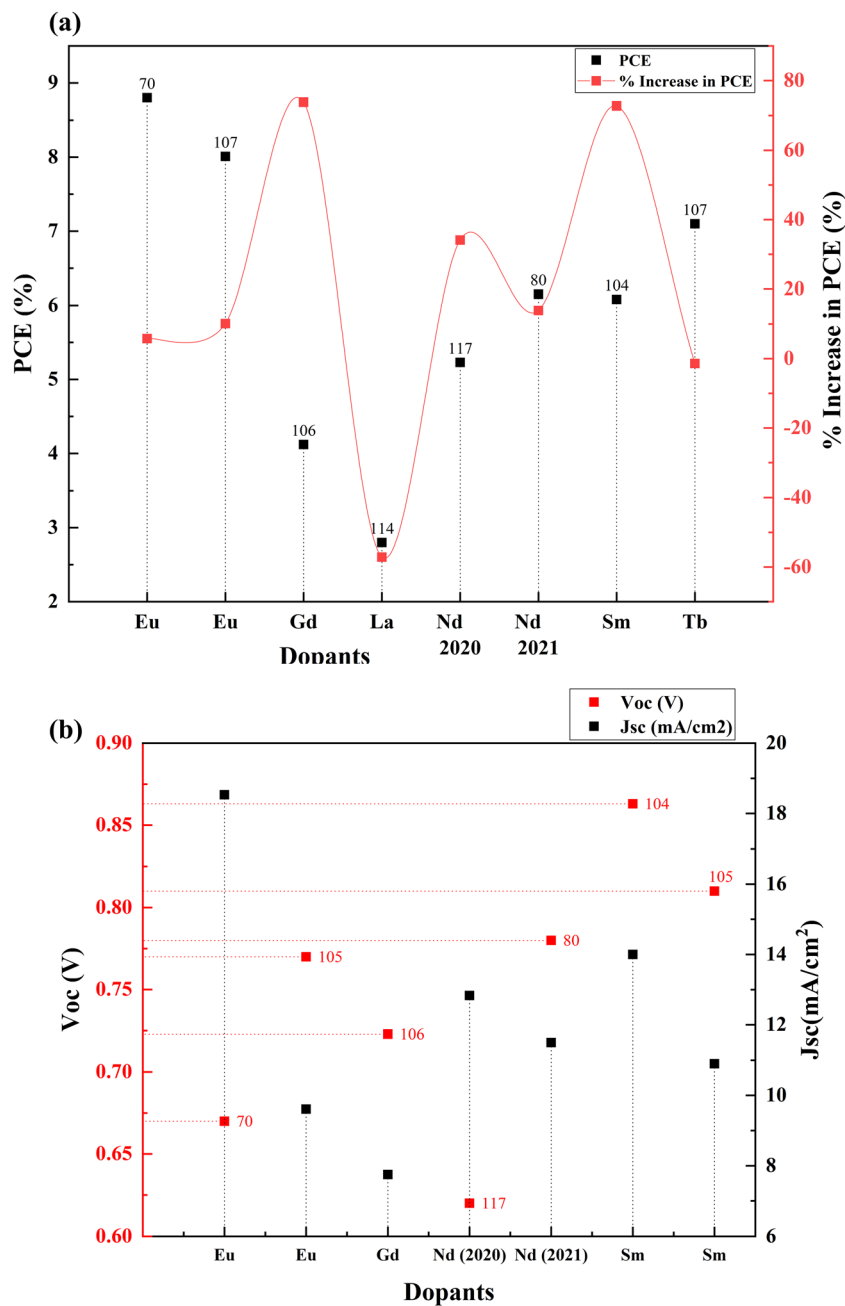 (a)
PCE
% Increase in PCE
9
8
7
6
5
4
3
2
PCE (%)
80
60
40
20
0
-20
-40
-60
% Increase in PCE (%)
70
107
106
114
117
80
104
107
Eu
Eu
Gd
La
Nd
2020
Nd
2021
Sm
Tb
Dopants
(b)
Voc (V)
Jsc (mA/cm2)
0.90
0.85
0.80
0.75
0.70
0.65
0.60
Voc (V)
20
18
16
14
12
10
8
6
Jsc(mA/cm²)
104
105
80
105
106
70
117
Eu
Eu
Gd
Nd (2020)
Nd (2021)
Sm
Sm
Dopants